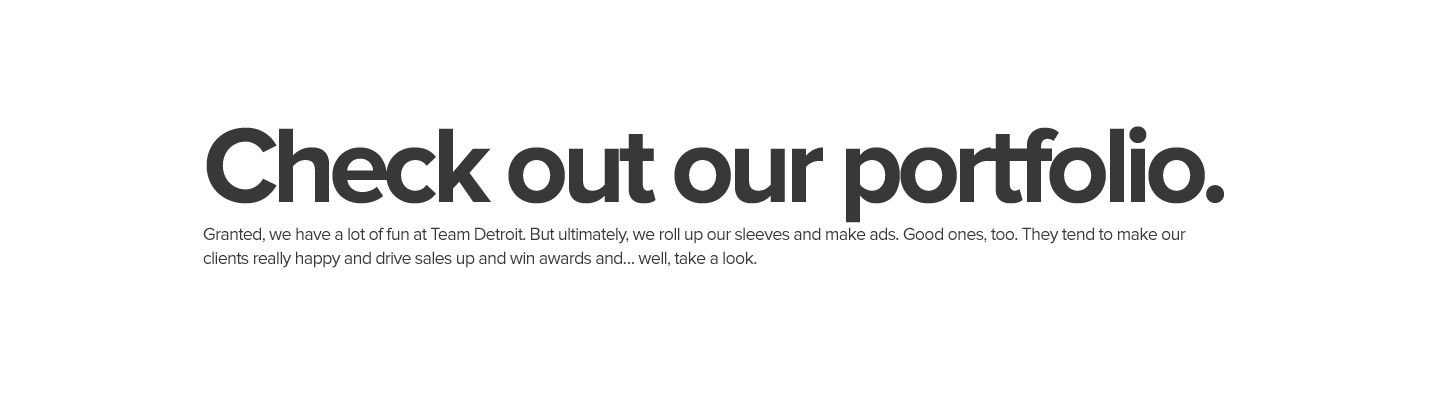 Check out our portfolio.
Granted, we have a lot of fun at Team Detroit. But ultimately, we roll up our sleeves and make ads. Good ones, too. They tend to make our
clients really happy and drive sales up and win awards and... well, take a look.